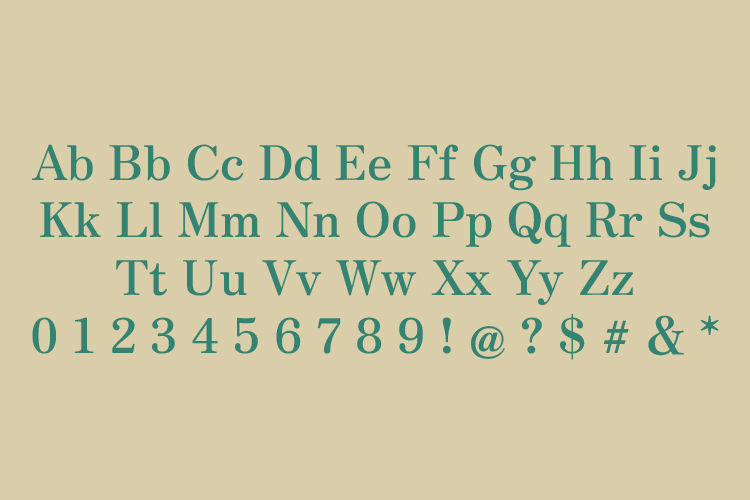 Ab Bb Cc Dd Ee Ff Gg Hh Ii Jj
Kk Ll Mm Nn Oo Pp Qq Rr Ss
Tt Uu Vv Ww Xx Yy Zz
0 1 2 3 4 5 6 7 8 9 ! @ ? $ # & *